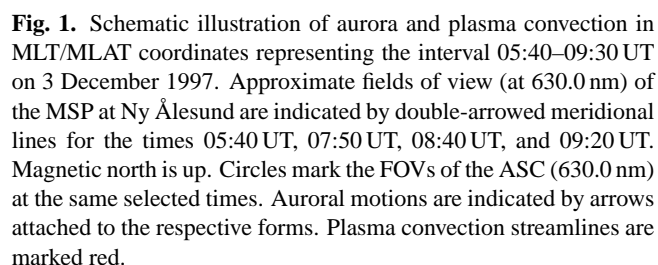 Fig. 1. Schematic illustration of aurora and plasma convection in
MLT/MLAT coordinates representing the interval 05:40–09:30 UT
on 3 December 1997. Approximate fields of view (at 630.0 nm) of
the MSP at Ny Ålesund are indicated by double-arrowed meridional
lines for the times 05:40 UT, 07:50 UT, 08:40 UT, and 09:20 UT.
Magnetic north is up. Circles mark the FOVs of the ASC (630.0 nm)
at the same selected times. Auroral motions are indicated by arrows
attached to the respective forms. Plasma convection streamlines are
marked red.